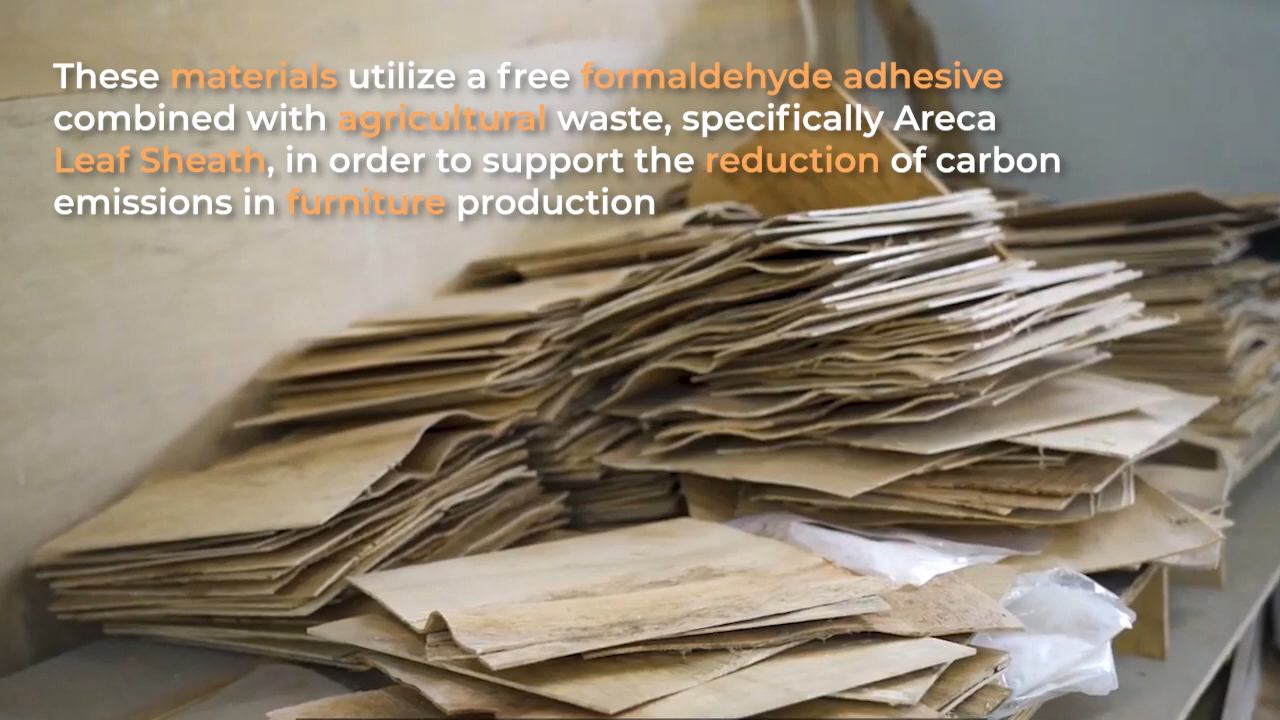 These materials utilize a free formaldehyde adhesive
combined with agricultural waste, specifically Areca
Leaf Sheath, in order to support the reduction of carbon
emissions in furniture production